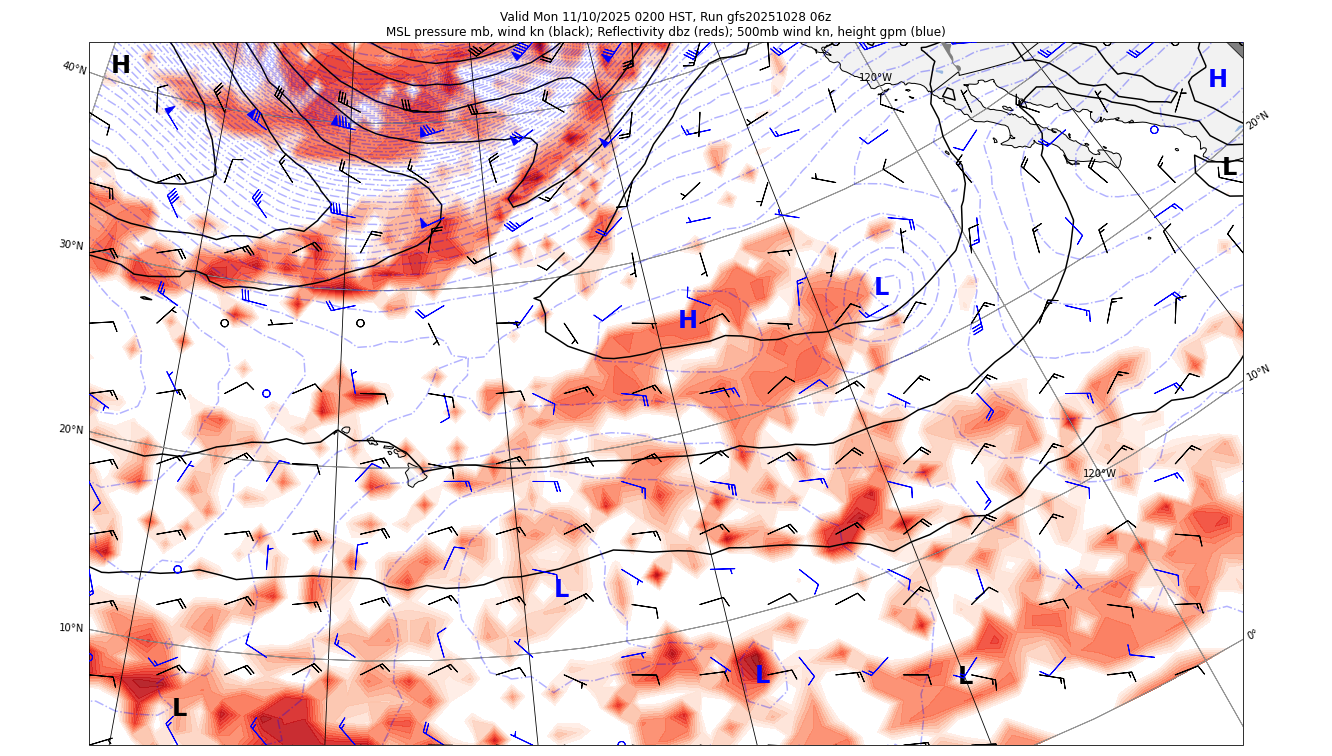 Valid Mon 11/10/2025 0200 HST, Run gfs20251028 06z
MSL pressure mb, wind kn (black); Reflectivity dbz (reds); 500mb wind kn, height gpm (blue)
40°N
H
120°W
H
20°N
L
30°N
L
H
10°N
20°N
120°W
L
10°N
0°
L
L
L